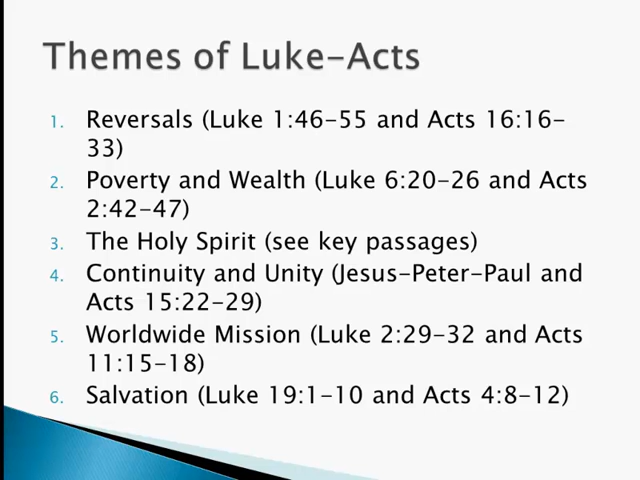 Themes of Luke-Acts
1. Reversals (Luke 1:46-55 and Acts 16:16-
33)
2. Poverty and Wealth (Luke 6:20-26 and Acts
2:42-47)
3. The Holy Spirit (see key passages)
4. Continuity and Unity (Jesus-Peter-Paul and
Acts 15:22-29)
5. Worldwide Mission (Luke 2:29-32 and Acts
11:15-18)
6. Salvation (Luke 19:1-10 and Acts 4:8-12)